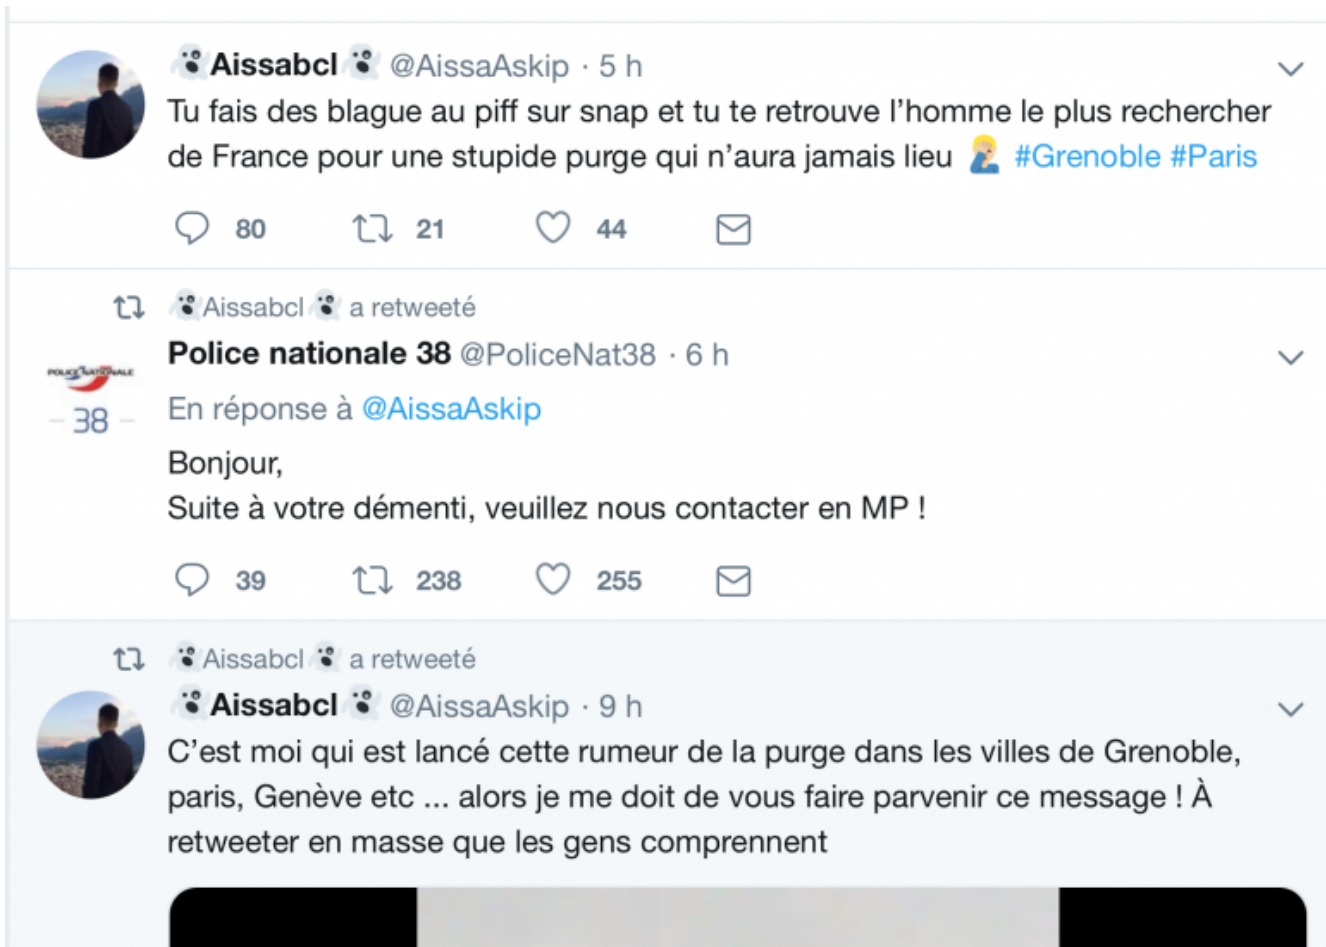 Aissabcl @AissaAskip · 5 h
Tu fais des blague au piff sur snap et tu te retrouve l’homme le plus rechercher
de France pour une stupide purge qui n’aura jamais lieu #Grenoble #Paris
80 21 44
Aissabcl a retweeté
Police nationale 38 @PoliceNat38 · 6 h
POLICE NATIONALE
38
En réponse à @AissaAskip
Bonjour,
Suite à votre démenti, veuillez nous contacter en MP !
39 238 255
Aissabcl a retweeté
Aissabcl @AissaAskip · 9 h
C’est moi qui est lancé cette rumeur de la purge dans les villes de Grenoble,
paris, Genève etc ... alors je me doit de vous faire parvenir ce message ! À
retweeter en masse que les gens comprennent